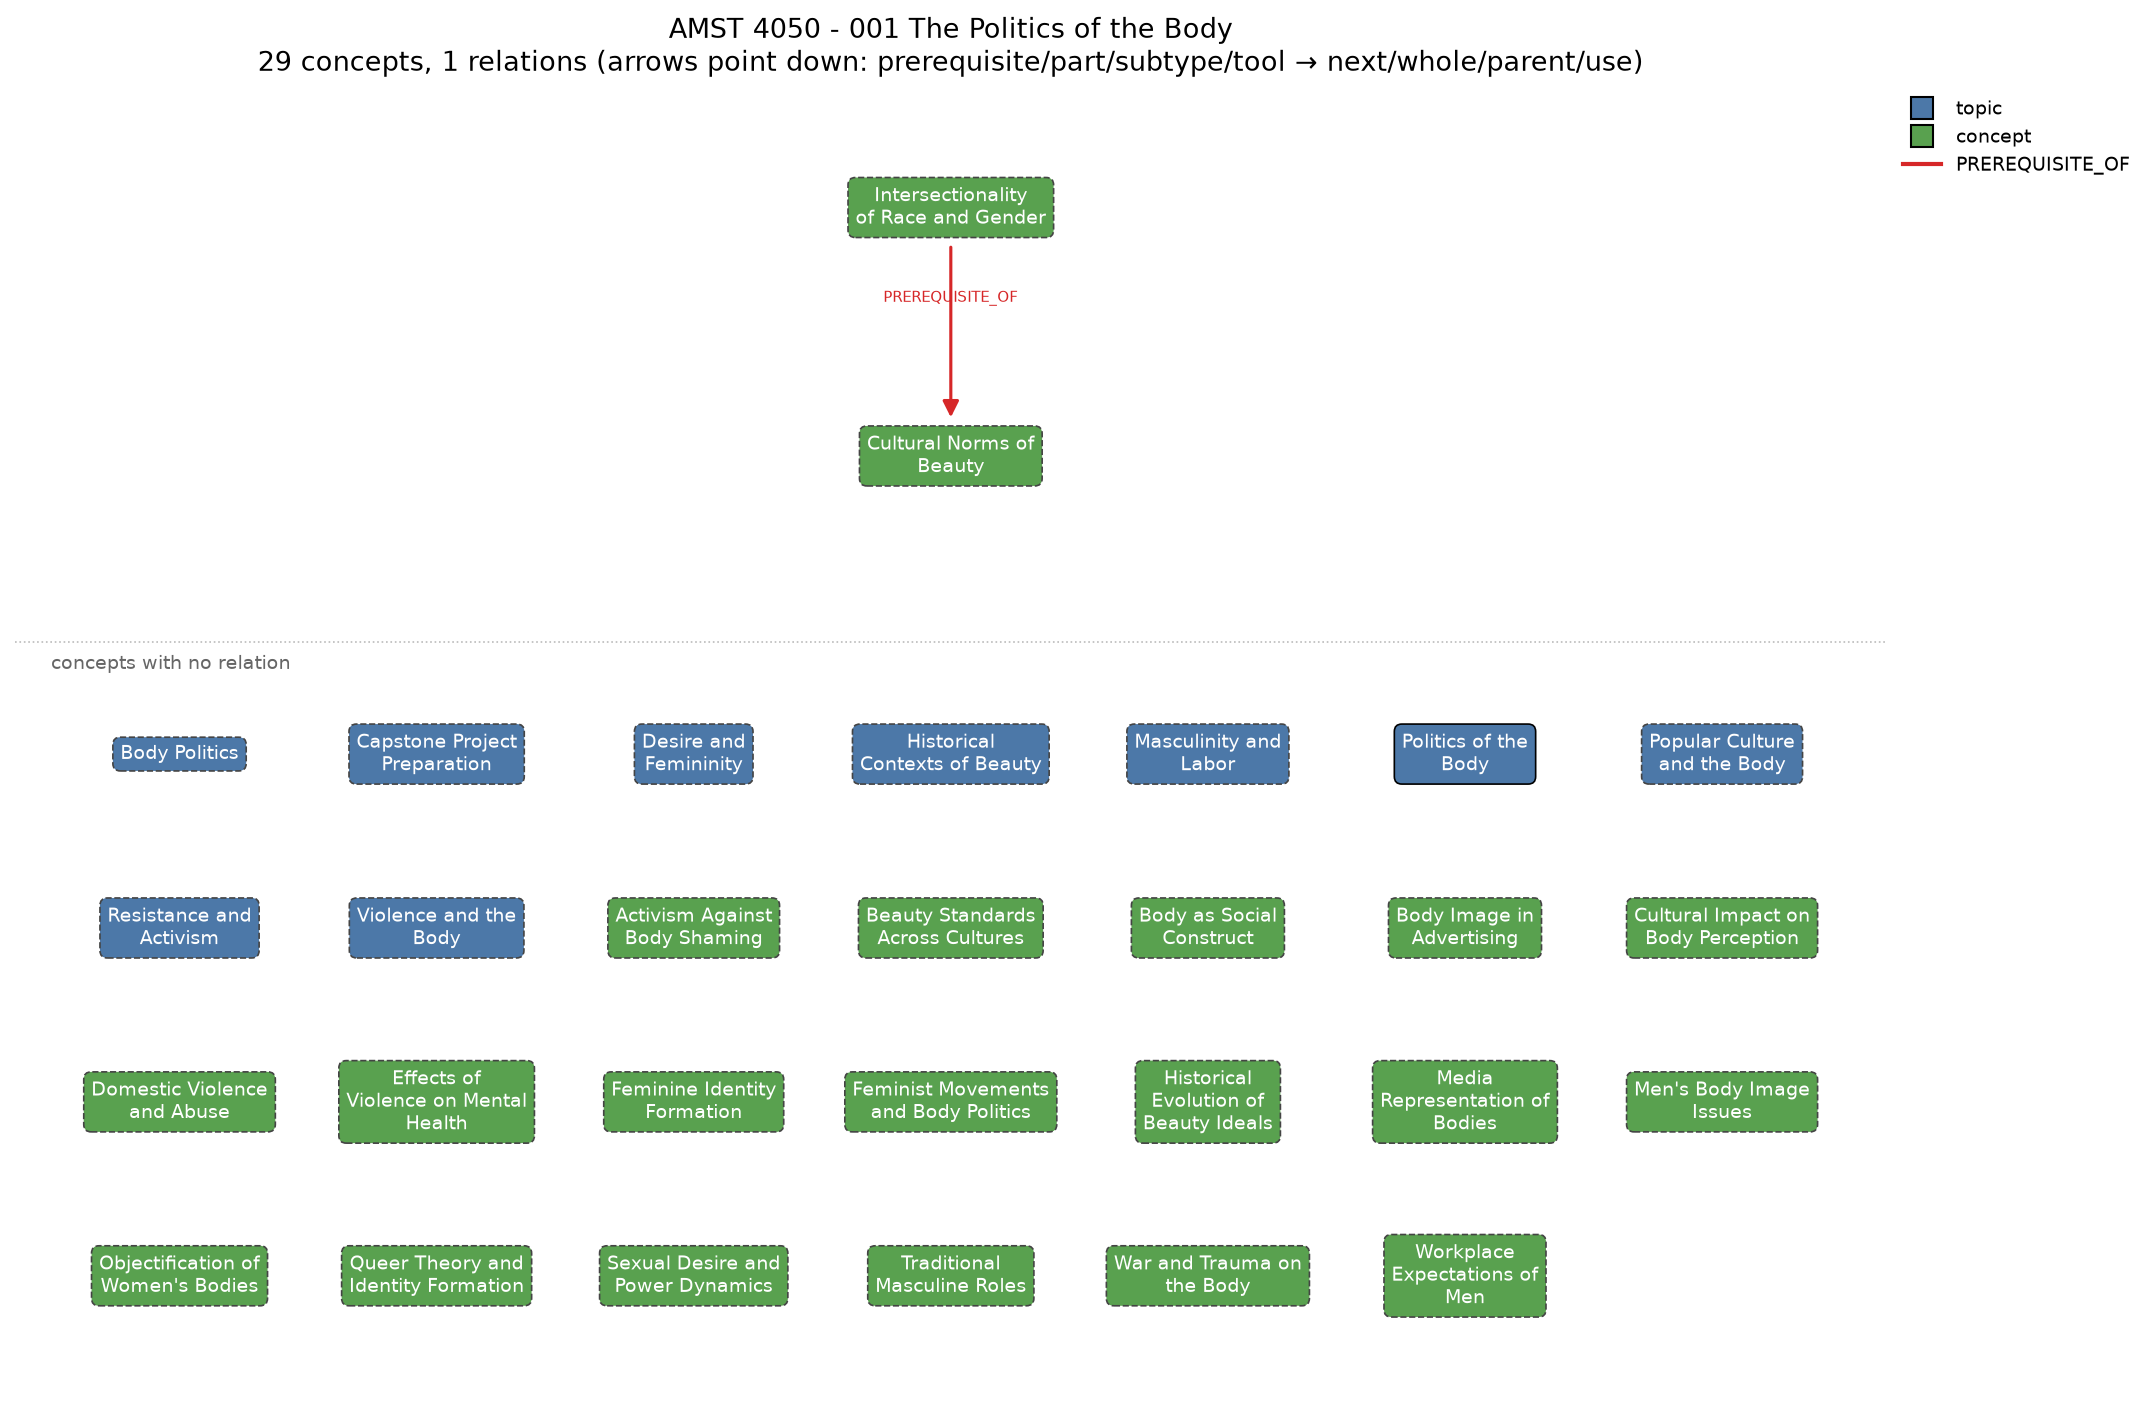 AMST 4050 - 001 The Politics of the Body
29 concepts, 1 relations (arrows point down: prerequisite/part/subtype/tool → next/whole/parent/use)
topic
concept
PREREQUISITE_OF
Intersectionality
of Race and Gender
PREREQUISITE_OF
Cultural Norms of
Beauty
concepts with no relation
Body Politics
Capstone Project
Preparation
Desire and
Femininity
Historical
Contexts of Beauty
Masculinity and
Labor
Politics of the
Body
Popular Culture
and the Body
Resistance and
Activism
Violence and the
Body
Activism Against
Body Shaming
Beauty Standards
Across Cultures
Body as Social
Construct
Body Image in
Advertising
Cultural Impact on
Body Perception
Domestic Violence
and Abuse
Effects of
Violence on Mental
Health
Feminine Identity
Formation
Feminist Movements
and Body Politics
Historical
Evolution of
Beauty Ideals
Media
Representation of
Bodies
Men's Body Image
Issues
Objectification of
Women's Bodies
Queer Theory and
Identity Formation
Sexual Desire and
Power Dynamics
Traditional
Masculine Roles
War and Trauma on
the Body
Workplace
Expectations of
Men